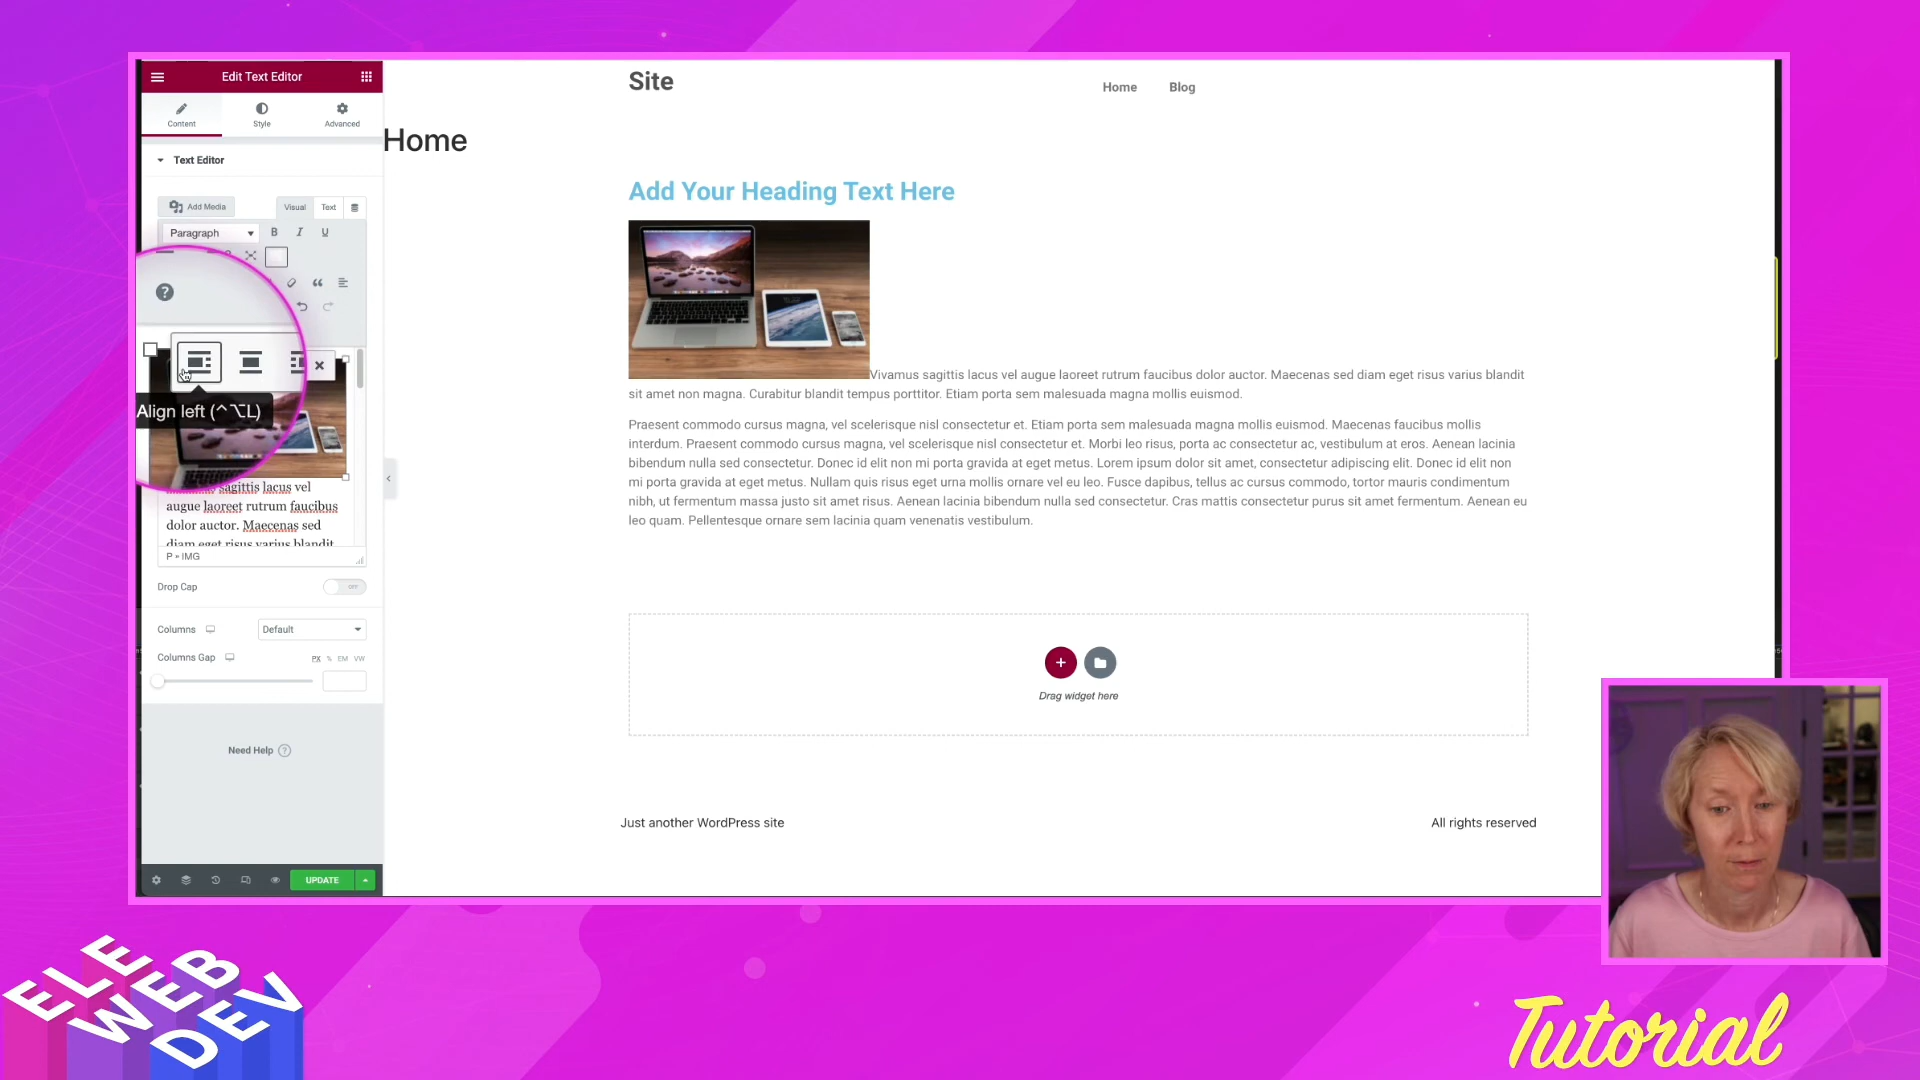 Edit Text Editor
Content
Style
Advanced
Text Editor
Add Media
Visual
Text
Paragraph
B
I
U
Align left (^⌥L)
sagittis lacus vel
augue laoreet rutrum faucibus
dolor auctor. Maecenas sed
diam eget risus varius blandit
P » IMG
Drop Cap
OFF
Columns
Default
Columns Gap
PX % EM VW
Need Help
UPDATE
Site
Home
Blog
Home
Add Your Heading Text Here
Vivamus sagittis lacus vel augue laoreet rutrum faucibus dolor auctor. Maecenas sed diam eget risus varius blandit
sit amet non magna. Curabitur blandit tempus porttitor. Etiam porta sem malesuada magna mollis euismod.
Praesent commodo cursus magna, vel scelerisque nisl consectetur et. Etiam porta sem malesuada magna mollis euismod. Maecenas faucibus mollis
interdum. Praesent commodo cursus magna, vel scelerisque nisl consectetur et. Morbi leo risus, porta ac consectetur ac, vestibulum at eros. Aenean lacinia
bibendum nulla sed consectetur. Donec id elit non mi porta gravida at eget metus. Lorem ipsum dolor sit amet, consectetur adipiscing elit. Donec id elit non
mi porta gravida at eget metus. Nullam quis risus eget urna mollis ornare vel eu leo. Fusce dapibus, tellus ac cursus commodo, tortor mauris condimentum
nibh, ut fermentum massa justo sit amet risus. Aenean lacinia bibendum nulla sed consectetur. Cras mattis consectetur purus sit amet fermentum. Aenean eu
leo quam. Pellentesque ornare sem lacinia quam venenatis vestibulum.
Drag widget here
Just another WordPress site
All rights reserved
ELE
WEB
DEV
Tutorial